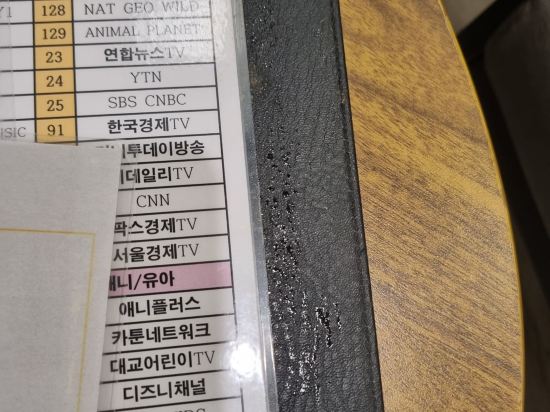 128 NAT GEO WILD
129 ANIMAL PLANET
23 연합뉴스TV
24 YTN
25 SBS CNBC
91 한국경제TV
투데이방송
데일리TV
CNN
팍스경제TV
서울경제TV
애니/유아
애니플러스
카툰네트워크
대교어린이TV
디즈니채널